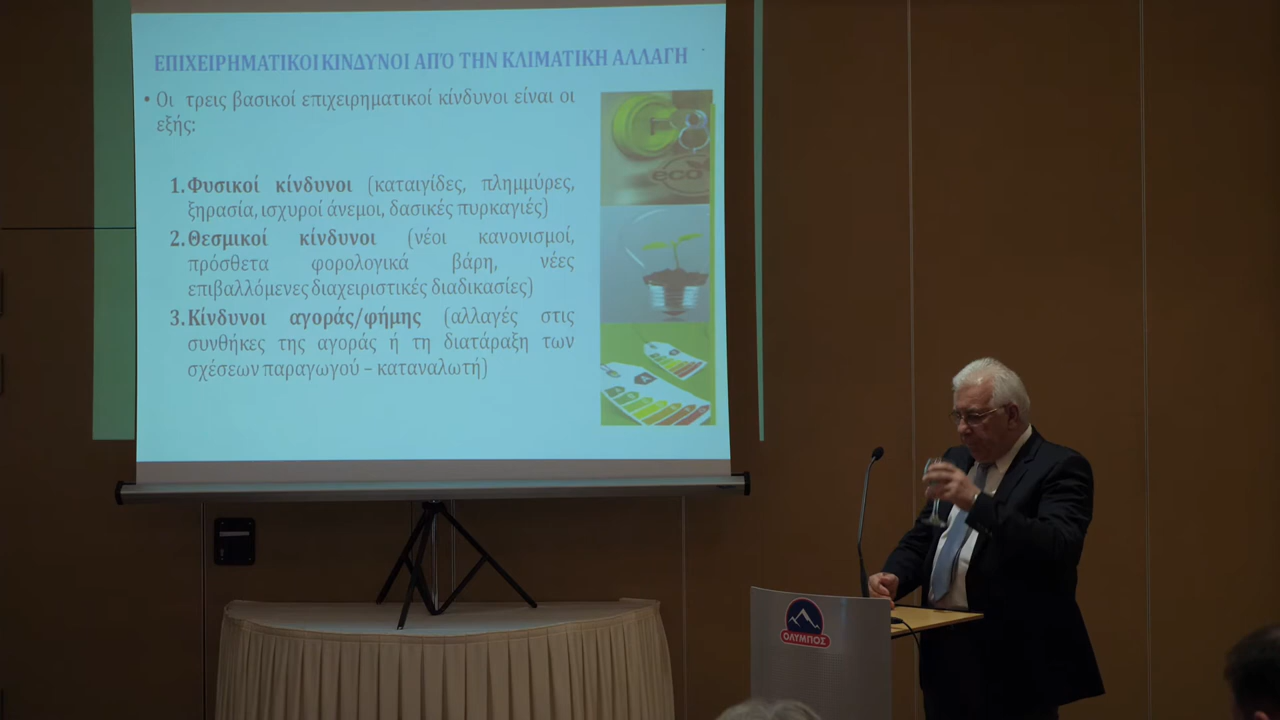 ΕΠΙΧΕΙΡΗΜΑΤΙΚΟΙ ΚΙΝΔΥΝΟΙ ΑΠΌ ΤΗΝ ΚΛΙΜΑΤΙΚΗ ΑΛΛΑΓΗ
• Οι τρεις βασικοί επιχειρηματικοί κίνδυνοι είναι οι
εξής:
eco
1. Φυσικοί κίνδυνοι (καταιγίδες, πλημμύρες,
ξηρασία, ισχυροί άνεμοι, δασικές πυρκαγιές)
2. Θεσμικοί κίνδυνοι (νέοι κανονισμοί,
πρόσθετα φορολογικά βάρη, νέες
επιβαλλόμενες διαχειριστικές διαδικασίες)
3. Κίνδυνοι αγοράς/φήμης (αλλαγές στις
συνθήκες της αγοράς ή τη διατάραξη των
σχέσεων παραγωγού – καταναλωτή)
ΟΛΥΜΠΟΣ